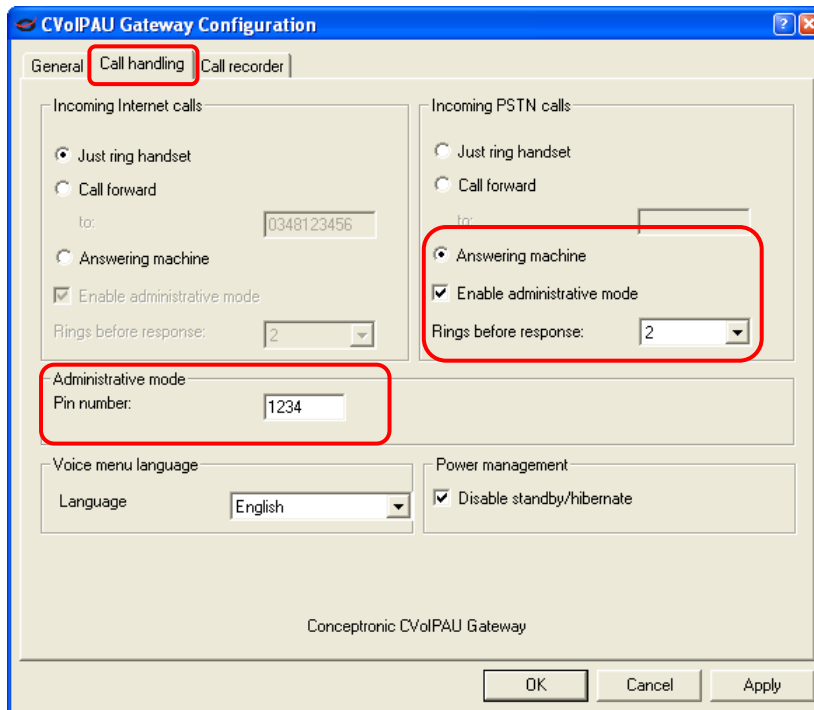 CVoIPAU Gateway Configuration
General Call handling Call recorder
Incoming Internet calls
Just ring handset
Call forward
to: 0348123456
Answering machine
Enable administrative mode
Rings before response: 2
Incoming PSTN calls
Just ring handset
Call forward
to:
Answering machine
Enable administrative mode
Rings before response: 2
Administrative mode
Pin number: 1234
Voice menu language
Language English
Power management
Disable standby/hibernate
Conceptronic CVoIPAU Gateway
OK Cancel Apply